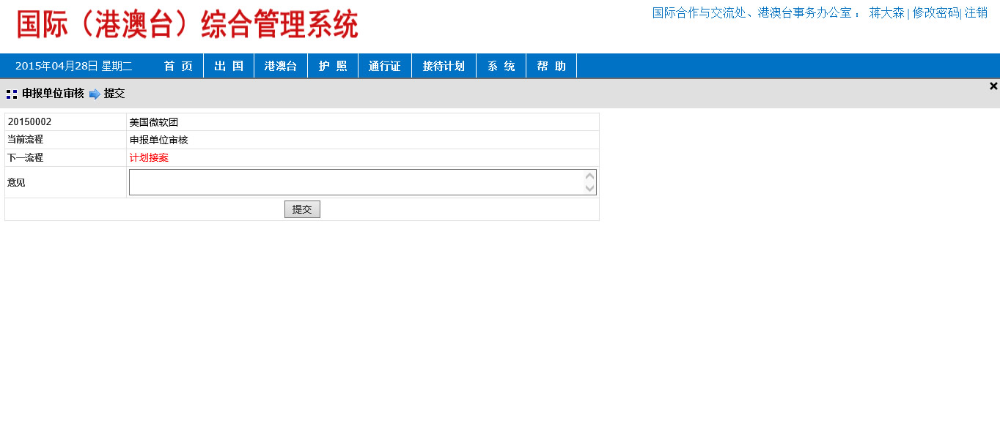 国际（港澳台）综合管理系统
国际合作与交流处、港澳台事务办公室 ： 蒋大森 | 修改密码| 注销
2015年04月28日 星期二 首 页 出 国 港澳台 护 照 通行证 接待计划 系 统 帮 助
申报单位审核 提交
20150002 美国微软团
当前流程 申报单位审核
下一流程 计划接案
意见
提交